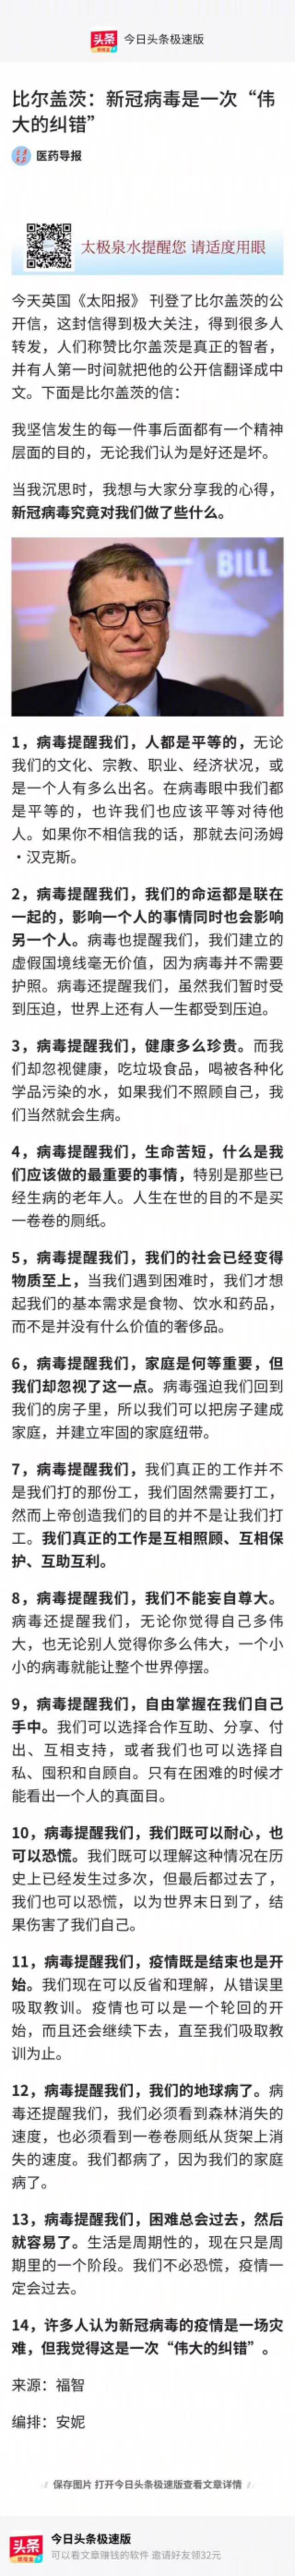 头条
今日头条极速版
比尔盖茨：新冠病毒是一次“伟
大的纠错”
医药导报
太极泉水提醒您 请适度用眼
今天英国《太阳报》 刊登了比尔盖茨的公
开信，这封信得到极大关注，得到很多人
转发，人们称赞比尔盖茨是真正的智者，
并有人第一时间就把他的公开信翻译成中
文。下面是比尔盖茨的信：
我坚信发生的每一件事后面都有一个精神
层面的目的，无论我们认为是好还是坏。
当我沉思时，我想与大家分享我的心得，
新冠病毒究竟对我们做了些什么。
BILL
1，病毒提醒我们，人都是平等的，无论
我们的文化、宗教、职业、经济状况，或
是一个人有多么出名。在病毒眼中我们都
是平等的，也许我们也应该平等对待他
人。如果你不相信我的话，那就去问汤姆
·汉克斯。
2，病毒提醒我们，我们的命运都是联在
一起的，影响一个人的事情同时也会影响
另一个人。病毒也提醒我们，我们建立的
虚假国境线毫无价值，因为病毒并不需要
护照。病毒还提醒我们，虽然我们暂时受
到压迫，世界上还有人一生都受到压迫。
3，病毒提醒我们，健康多么珍贵。而我
们却忽视健康，吃垃圾食品，喝被各种化
学品污染的水，如果我们不照顾自己，我
们当然就会生病。
4，病毒提醒我们，生命苦短，什么是我
们应该做的最重要的事情，特别是那些已
经生病的老年人。人生在世的目的不是买
一卷卷的厕纸。
5，病毒提醒我们，我们的社会已经变得
物质至上，当我们遇到困难时，我们才想
起我们的基本需求是食物、饮水和药品，
而不是并没有什么价值的奢侈品。
6，病毒提醒我们，家庭是何等重要，但
我们却忽视了这一点。病毒强迫我们回到
我们的房子里，所以我们可以把房子建成
家庭，并建立牢固的家庭纽带。
7，病毒提醒我们，我们真正的工作并不
是我们打的那份工，我们固然需要打工，
然而上帝创造我们的目的并不是让我们打
工。我们真正的工作是互相照顾、互相保
护、互助互利。
8，病毒提醒我们，我们不能妄自尊大。
病毒还提醒我们，无论你觉得自己多伟
大，也无论别人觉得你多么伟大，一个小
小的病毒就能让整个世界停摆。
9，病毒提醒我们，自由掌握在我们自己
手中。我们可以选择合作互助、分享、付
出、互相支持，或者我们也可以选择自
私、囤积和自顾自。只有在困难的时候才
能看出一个人的真面目。
10，病毒提醒我们，我们既可以耐心，也
可以恐慌。我们既可以理解这种情况在历
史上已经发生过多次，但最后都过去了，
我们也可以恐慌，以为世界末日到了，结
果伤害了我们自己。
11，病毒提醒我们，疫情既是结束也是开
始。我们现在可以反省和理解，从错误里
吸取教训。疫情也可以是一个轮回的开
始，而且还会继续下去，直至我们吸取教
训为止。
12，病毒提醒我们，我们的地球病了。病
毒还提醒我们，我们必须看到森林消失的
速度，也必须看到一卷卷厕纸从货架上消
失的速度。我们都病了，因为我们的家庭
病了。
13，病毒提醒我们，困难总会过去，然后
就容易了。生活是周期性的，现在只是周
期里的一个阶段。我们不必恐慌，疫情一
定会过去。
14，许多人认为新冠病毒的疫情是一场灾
难，但我觉得这是一次“伟大的纠错”。
来源：福智
编排：安妮
保存图片 打开今日头条极速版查看文章详情
头条
今日头条极速版
可以看文章赚钱的软件 邀请好友领32元